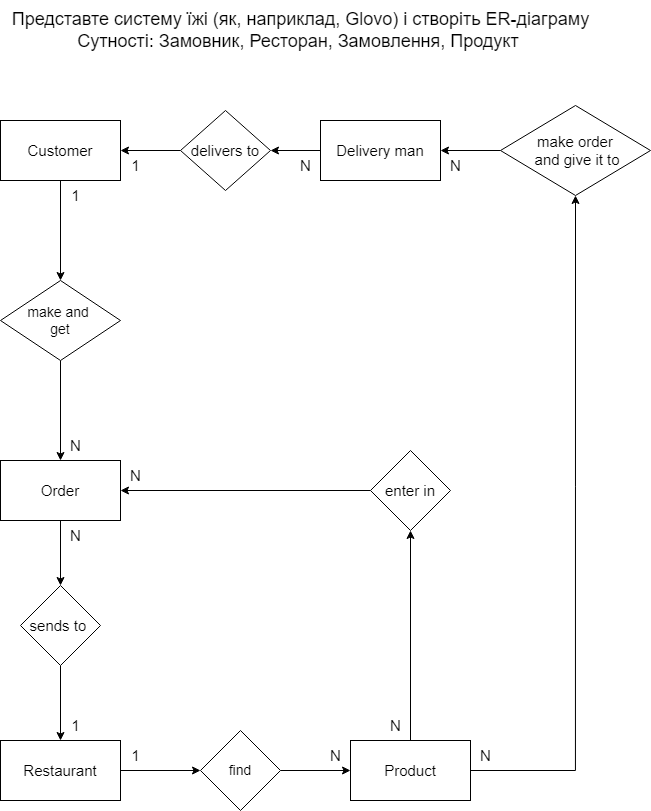 Представте систему їжі (як, наприклад, Glovo) і створіть ER-діаграму
Сутності: Замовник, Ресторан, Замовлення, Продукт
Customer
1
delivers to
N
Delivery man
N
make order
and give it to
1
make and
get
N
Order
N
enter in
N
sends to
1
N
Restaurant
1
find
N
Product
N